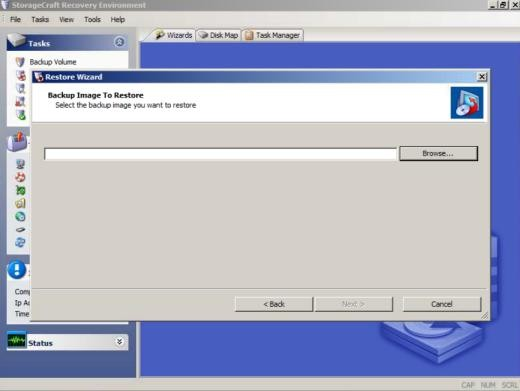 StorageCraft Recovery Environment
File Tasks View Tools Help
Tasks
Wizards Disk Map Task Manager
Backup Volume
Restore Wizard
Backup Image To Restore
Select the backup image you want to restore
Browse...
< Back Next > Cancel
Ip
Time
Status
CAP NUM SCRL